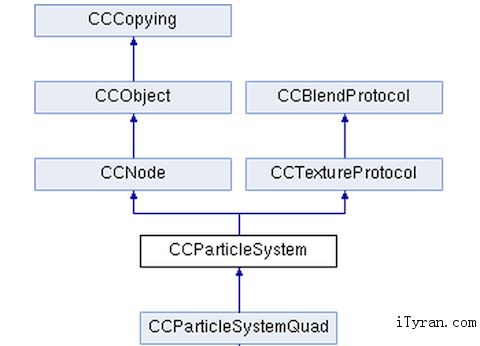 CCCopying
CCObject
CCBlendProtocol
CCNode
CCTextureProtocol
CCParticleSystem
CCParticleSystemQuad
iTyran.com